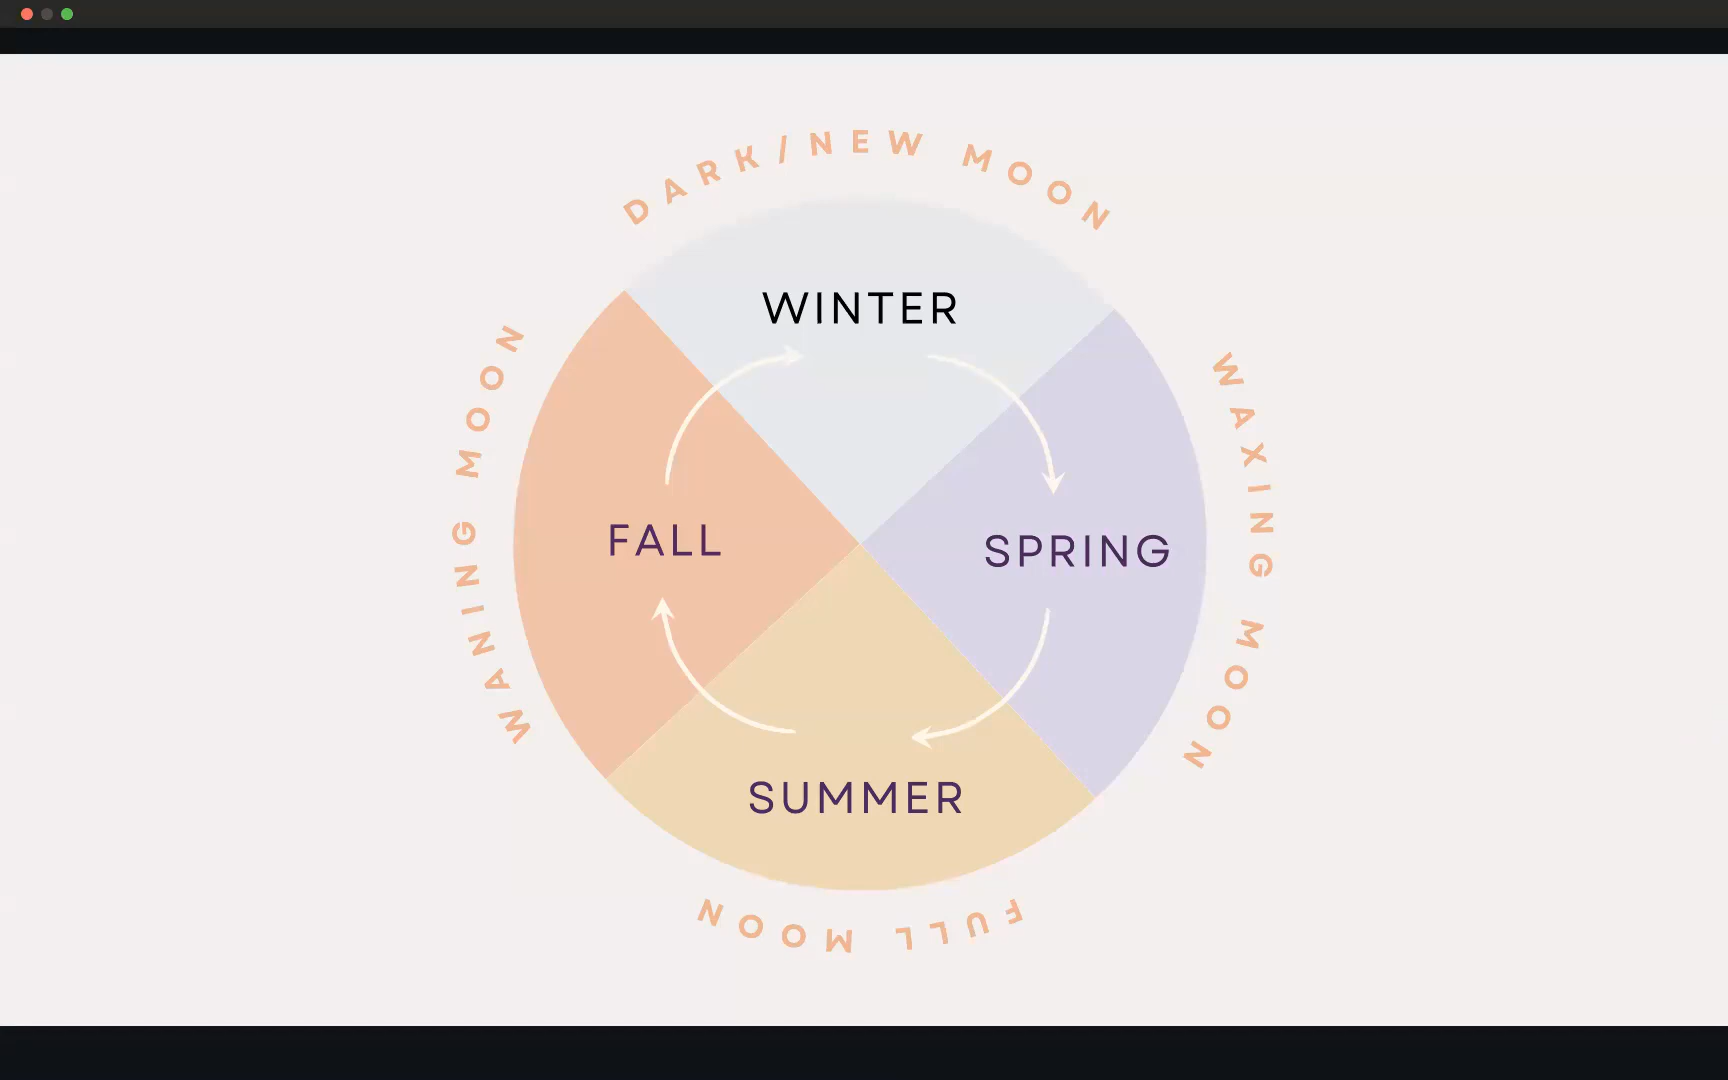 DARK/NEW MOON
WINTER
WAXING MOON
SPRING
SUMMER
FULL MOON
FALL
WANING MOON